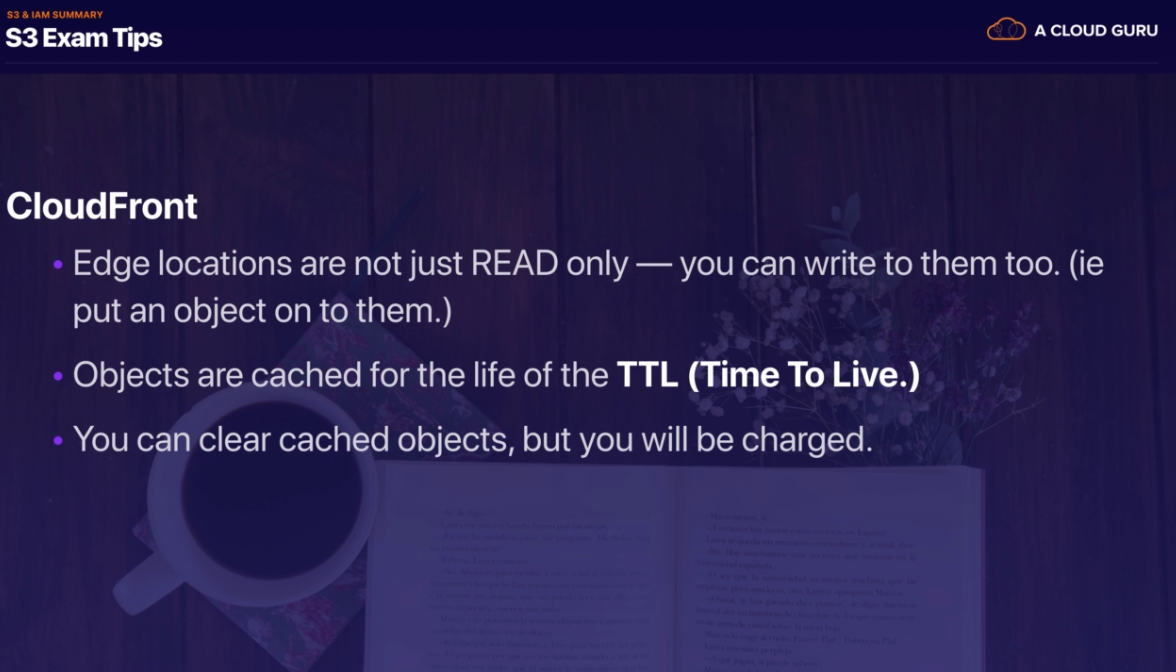 S3 & IAM SUMMARY
S3 Exam Tips
A CLOUD GURU
CloudFront
• Edge locations are not just READ only — you can write to them too. (ie
put an object on to them.)
• Objects are cached for the life of the TTL (Time To Live.)
• You can clear cached objects, but you will be charged.